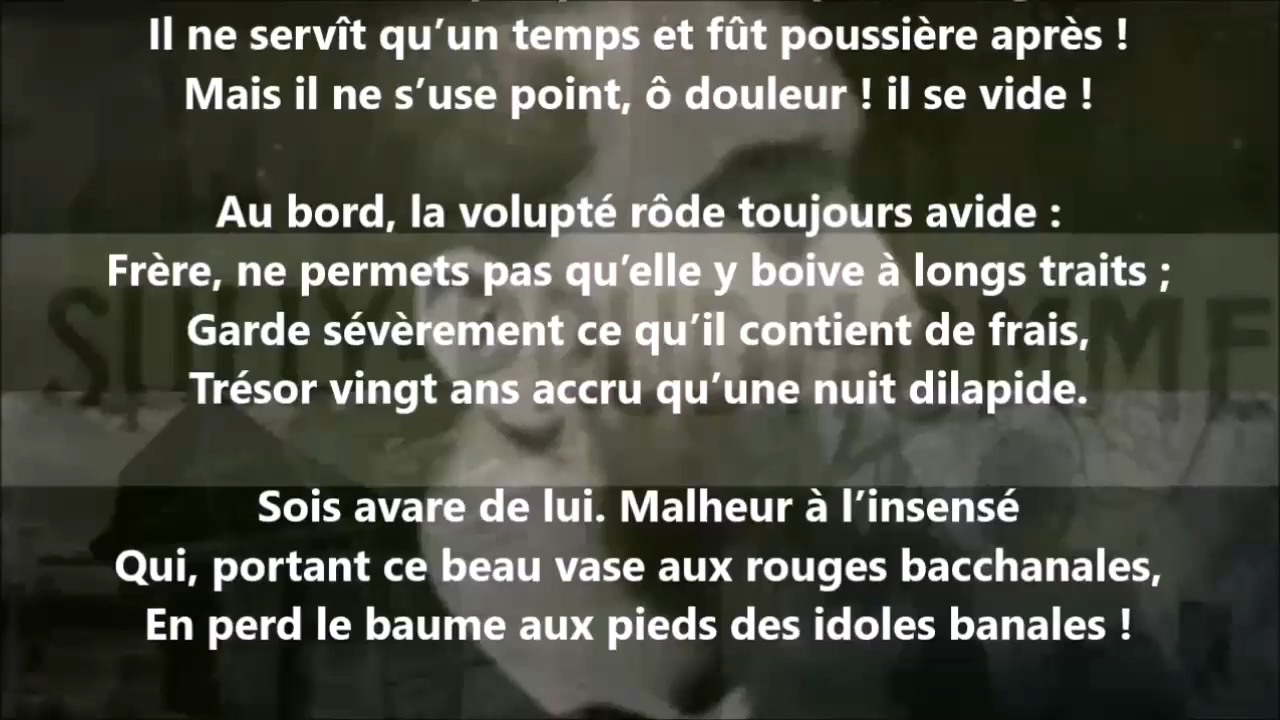 Il ne servît qu’un temps et fût poussière après !
Mais il ne s’use point, ô douleur ! il se vide !
Au bord, la volupté rôde toujours avide :
Frère, ne permets pas qu’elle y boive à longs traits ;
Garde sévèrement ce qu’il contient de frais,
Trésor vingt ans accru qu’une nuit dilapide.
Sois avare de lui. Malheur à l’insensé
Qui, portant ce beau vase aux rouges bacchanales,
En perd le baume aux pieds des idoles banales !
SULLY PRUDHOMME